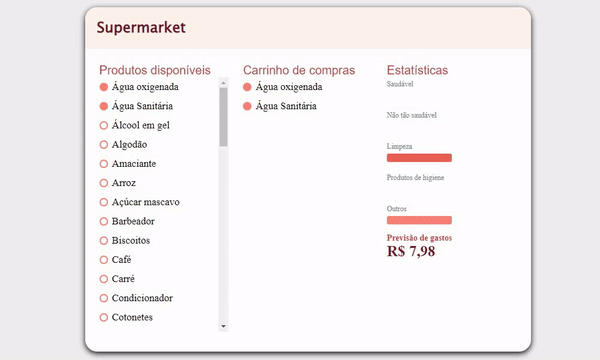 Supermarket
Produtos disponíveis
Água oxigenada
Água Sanitária
Álcool em gel
Algodão
Amaciante
Arroz
Açúcar mascavo
Barbeador
Biscoitos
Café
Carré
Condicionador
Cotonetes
Carrinho de compras
Água oxigenada
Água Sanitária
Estatísticas
Saudável
Não tão saudável
Limpeza
Produtos de higiene
Outros
Previsão de gastos
R$ 7,98